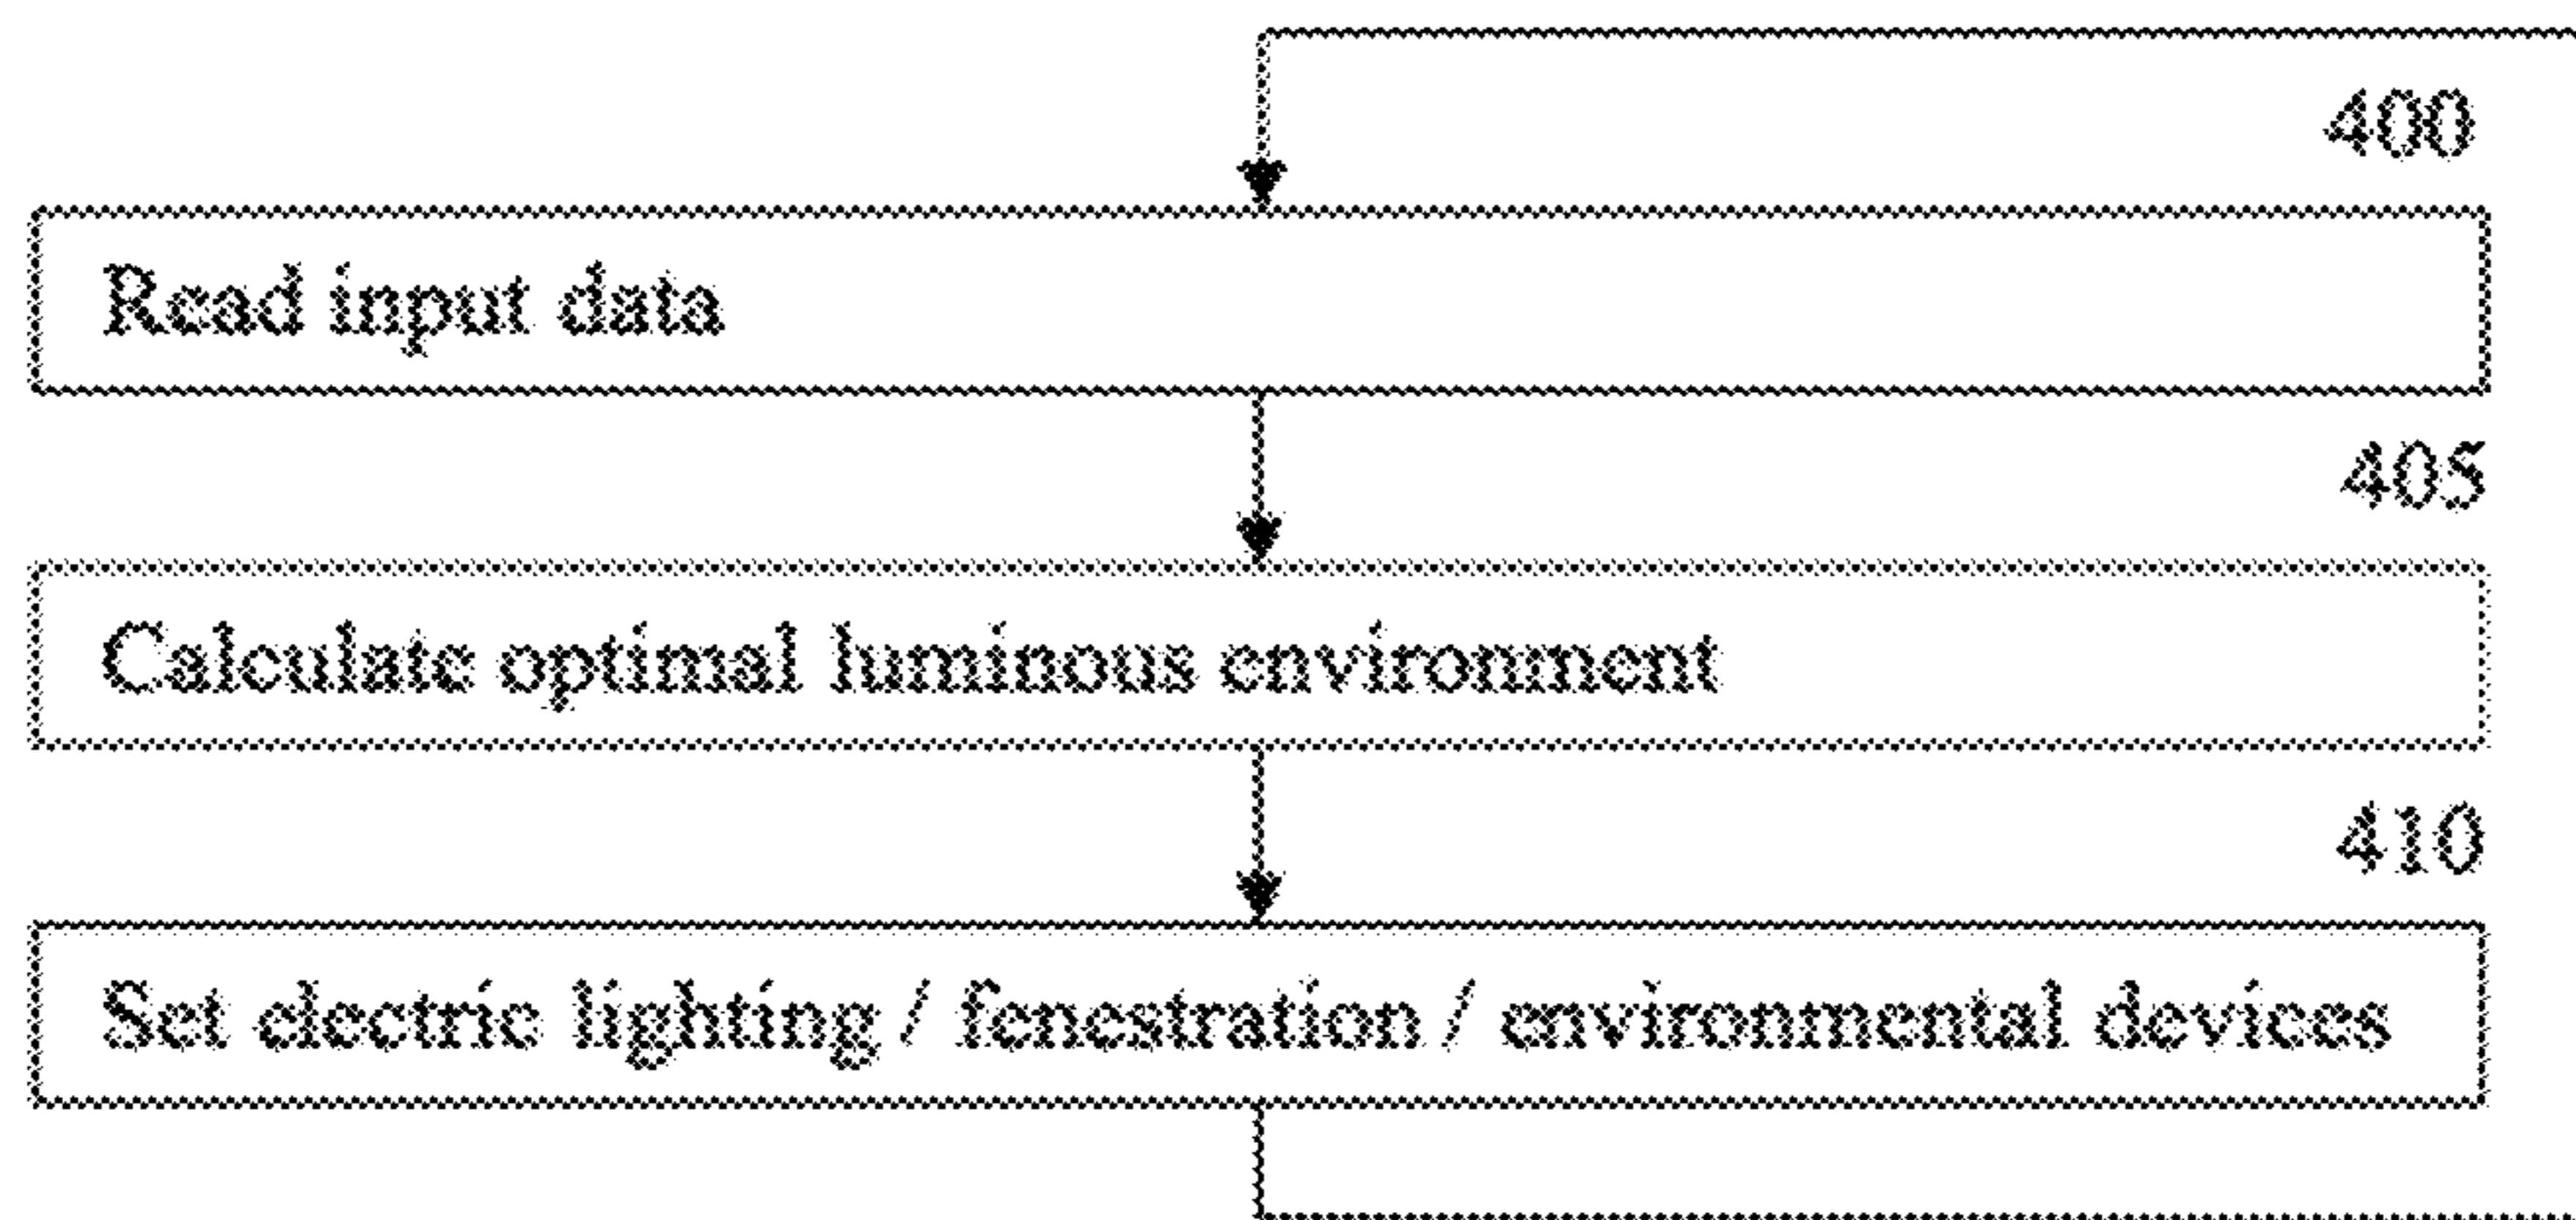 400
Read input data
405
Calculate optimal luminous environment
410
Set electric lighting / fenestration / environmental devices